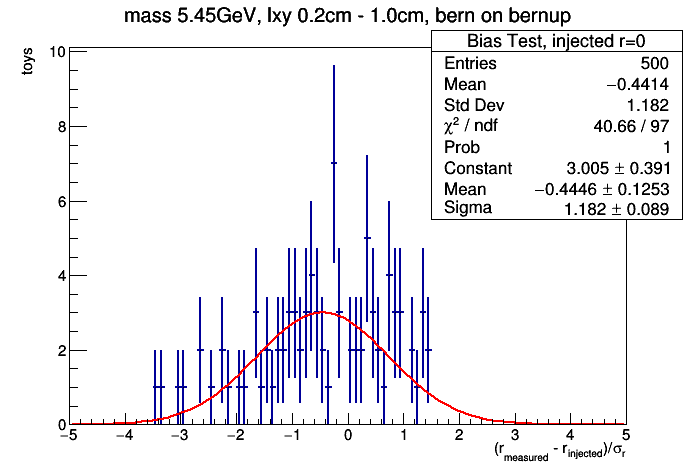 mass 5.45GeV, lxy 0.2cm - 1.0cm, bern on bernup
Bias Test, injected r=0
Entries 500
Mean −0.4414
Std Dev 1.182
χ² / ndf 40.66 / 97
Prob 1
Constant 3.005 ± 0.391
Mean −0.4446 ± 0.1253
Sigma 1.182 ± 0.089
toys
10
8
6
4
2
0
−5 −4 −3 −2 −1 0 1 2 3 4 5
(r_measured - r_injected)/σ_r